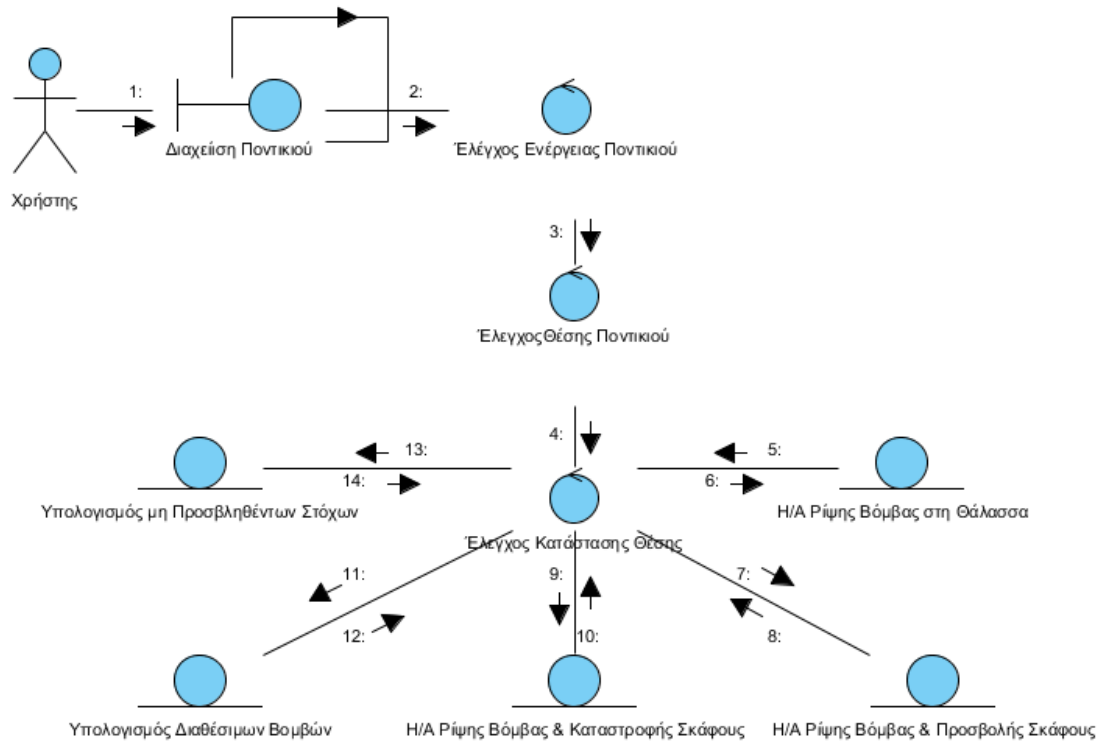 1:
2:
Διαχείιση Ποντικιού
Έλέγχος Ενέργειας Ποντικιού
Χρήστης
3:
ΈλεγχοςΘέσης Ποντικιού
4:
13:
5:
14:
6:
Υπολογισμός μη Προσβληθέντων Στόχων
Η/Α Ρίψης Βόμβας στη Θάλασσα
Έλεγχος Κατάστασης Θέσης
11:
9:
7:
12:
10:
8:
Υπολογισμός Διαθέσιμων Βομβών
Η/Α Ρίψης Βόμβας & Καταστροφής Σκάφους
Η/Α Ρίψης Βόμβας & Προσβολής Σκάφους